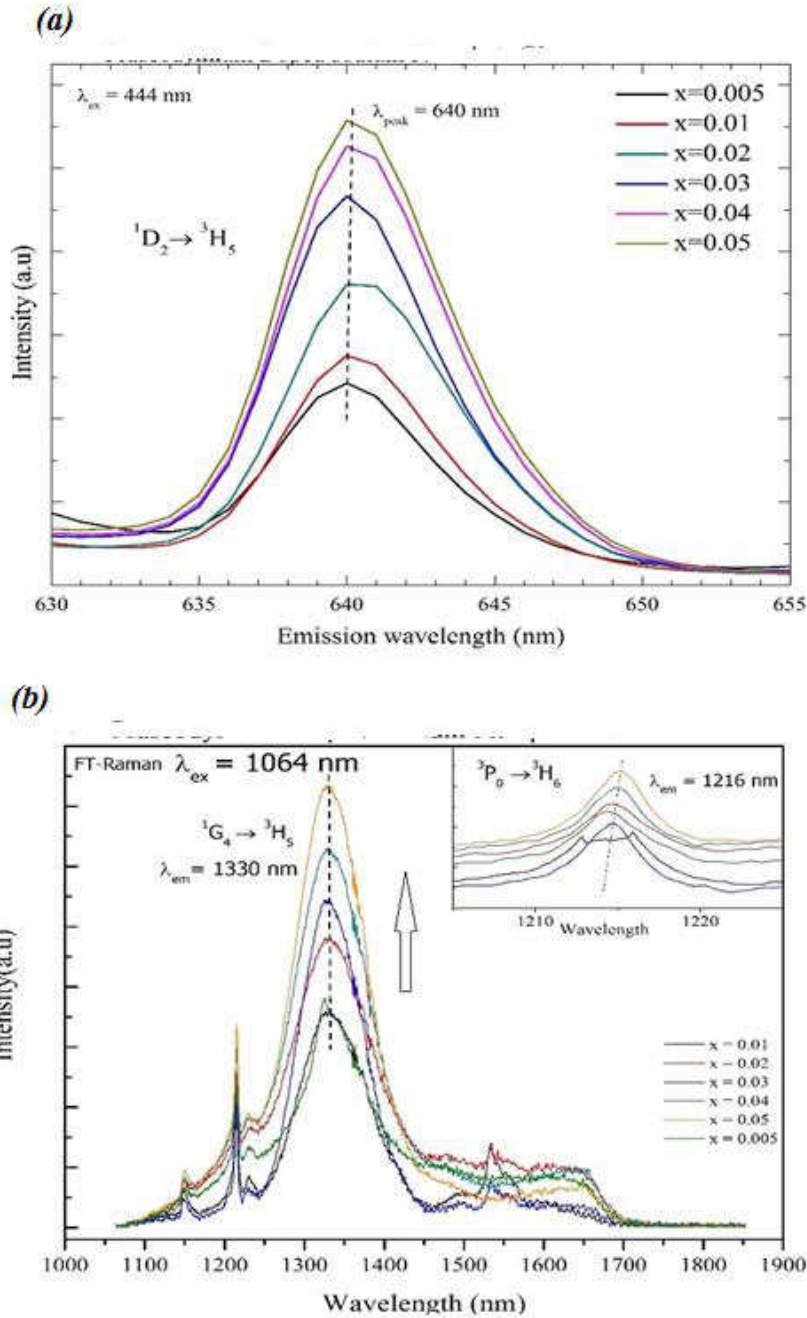 (a)
λex = 444 nm
λpeak = 640 nm
¹D₂→ ³H₅
x=0.005
x=0.01
x=0.02
x=0.03
x=0.04
x=0.05
Intensity (a.u)
630 635 640 645 650 655
Emission wavelength (nm)
(b)
FT-Raman λex = 1064 nm
¹G₄→ ³H₅
λem = 1330 nm
³P₀→³H₆
λem = 1216 nm
1210 1220
Wavelength
Intensity(a.u)
x = 0.01
x = 0.02
x = 0.03
x = 0.04
x = 0.05
x = 0.005
1000 1100 1200 1300 1400 1500 1600 1700 1800 1900
Wavelength (nm)